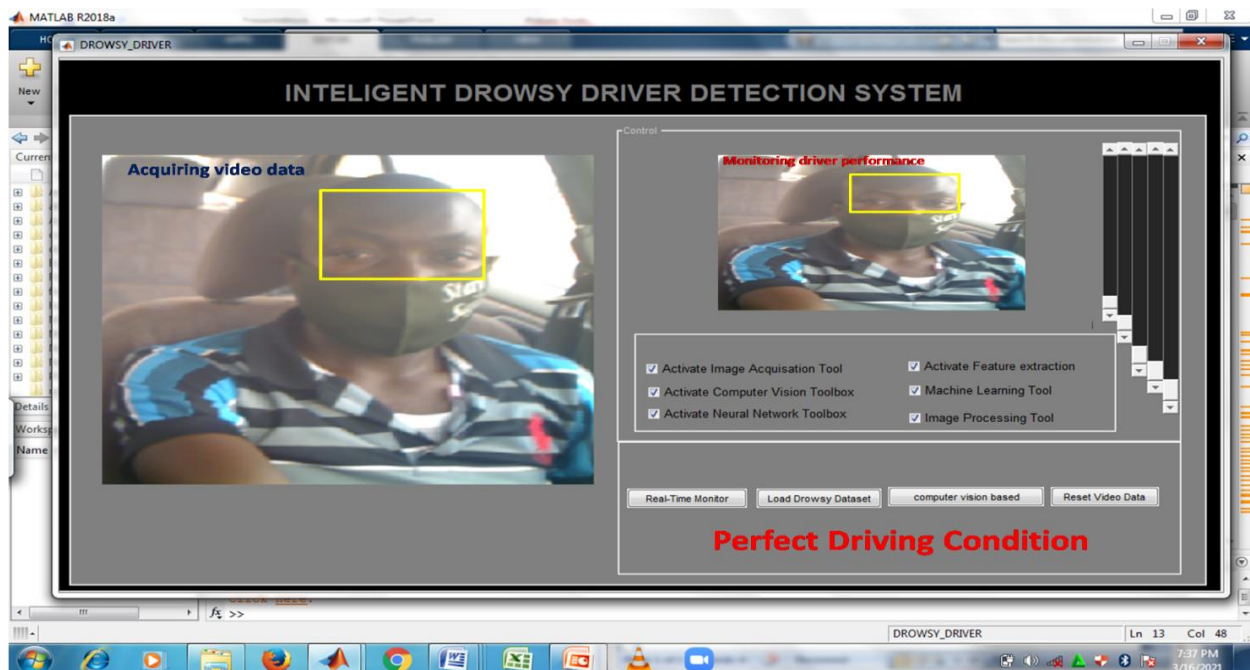 MATLAB R2018a
DROWSY_DRIVER
New
INTELIGENT DROWSY DRIVER DETECTION SYSTEM
Curren
Details
Worksp
Name
Acquiring video data
Control
Monitoring driver performance
Activate Image Acquisation Tool
Activate Feature extraction
Activate Computer Vision Toolbox
Machine Learning Tool
Activate Neural Network Toolbox
Image Processing Tool
Real-Time Monitor
Load Drowsy Dataset
computer vision based
Reset Video Data
Perfect Driving Condition
click here.
fx >>
DROWSY_DRIVER
Ln 13 Col 48
7:37 PM
3/16/2021